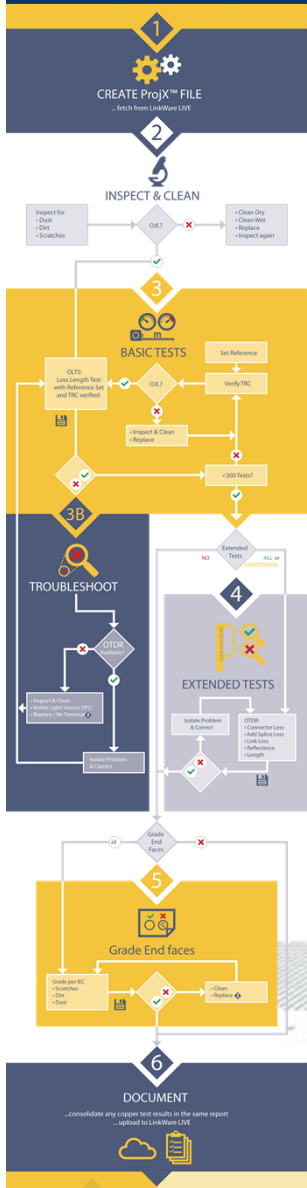 1
CREATE ProjX™ FILE
... fetch from LinkWare LIVE
2
INSPECT & CLEAN
Inspect for
• Dust
• Dirt
• Scratches
O.K.?
• Clean Dry
• Clean Wet
• Replace
• Inspect again
3
BASIC TESTS
m
Set Reference
OLTS:
Loss Length Test
with Reference Set
and TRC verified
O.K.?
Verify TRC
• Inspect & Clean
• Replace
<300 Tests?
3B
TROUBLESHOOT
Extended
Tests
NO
ALL or
CONDITIONAL
4
EXTENDED TESTS
OTDR
Available?
• Inspect & Clean
• Visible Light Source (VFL)
• Replace / Re-Terminate
Isolate Problem
& Correct
Isolate Problem
& Correct
OTDR:
• Connector Loss
• Add Splice Loss
• Link Loss
• Reflectance
• Length
Grade
End
Faces
all
5
Grade End faces
Grade per IEC
• Scratches
• Dirt
• Dust
• Clean
• Replace 2
6
DOCUMENT
...consolidate any copper test results in the same report
... upload to LinkWare LIVE